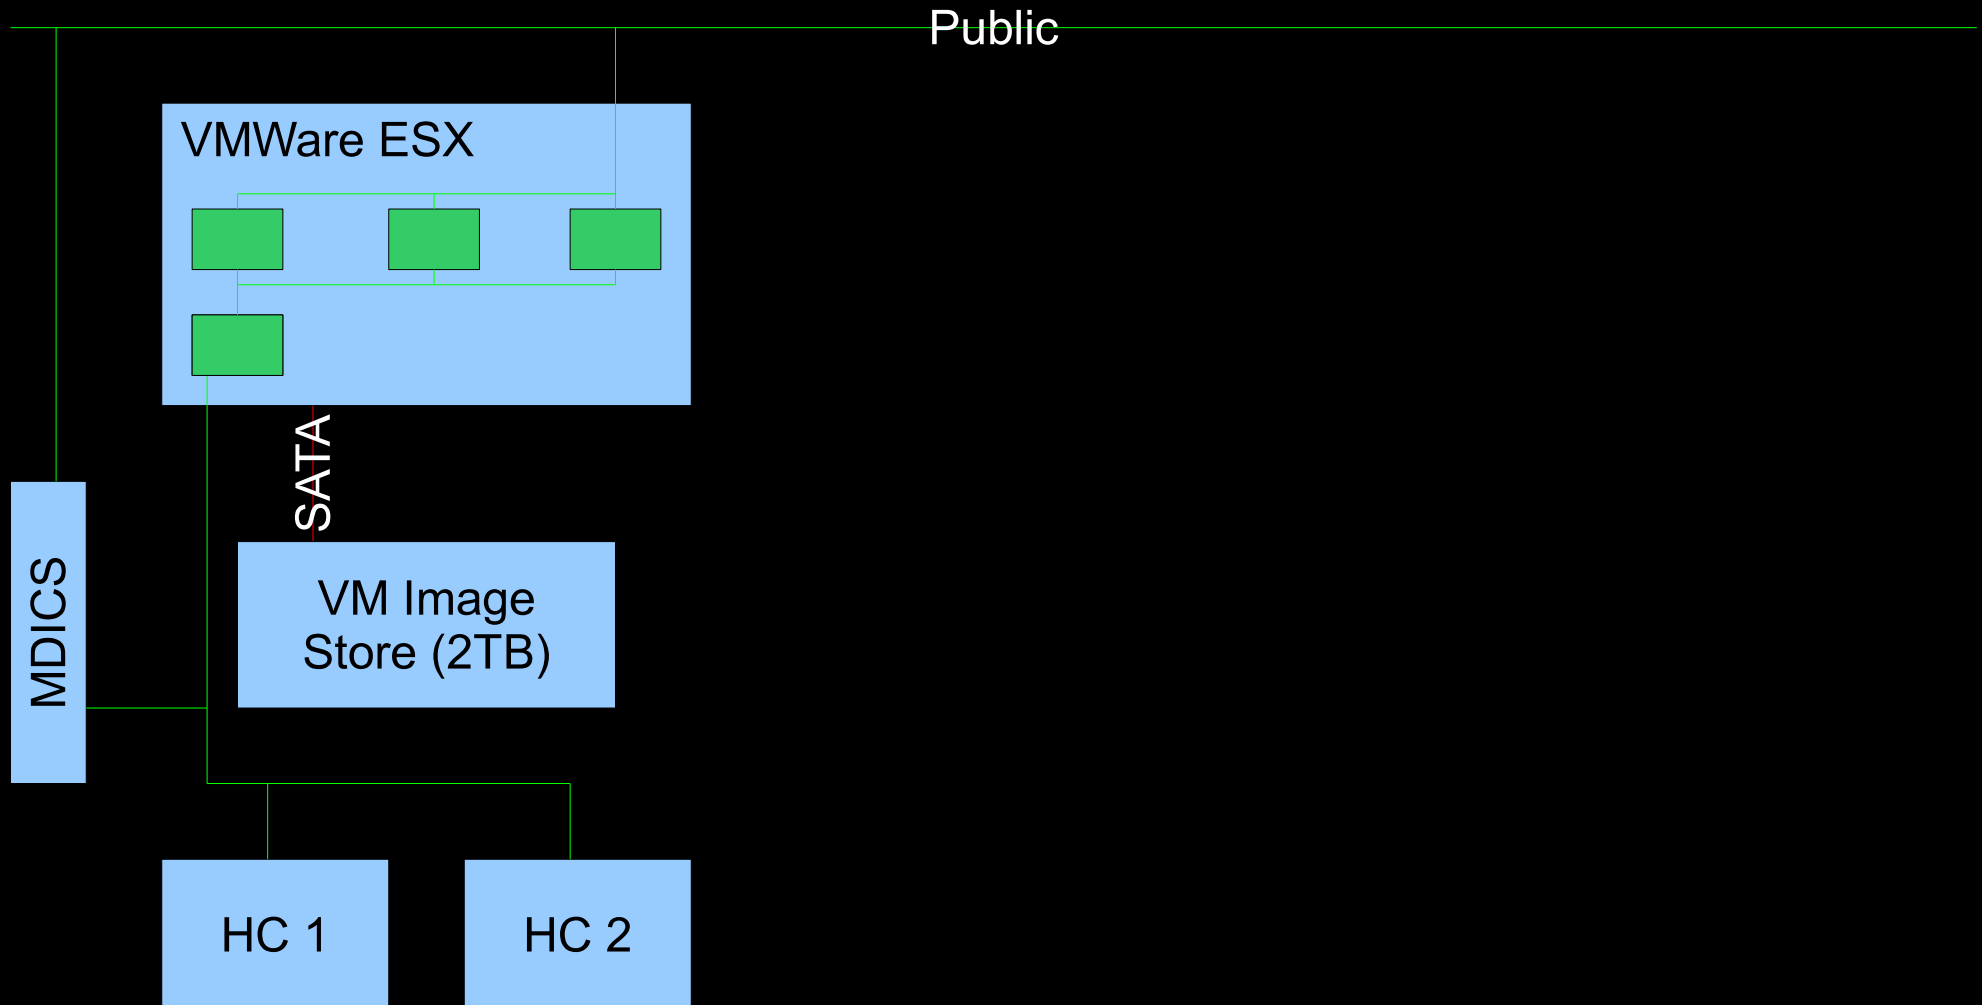 Public
VMWare ESX
SATA
VM Image
Store (2TB)
MDICS
HC 1
HC 2